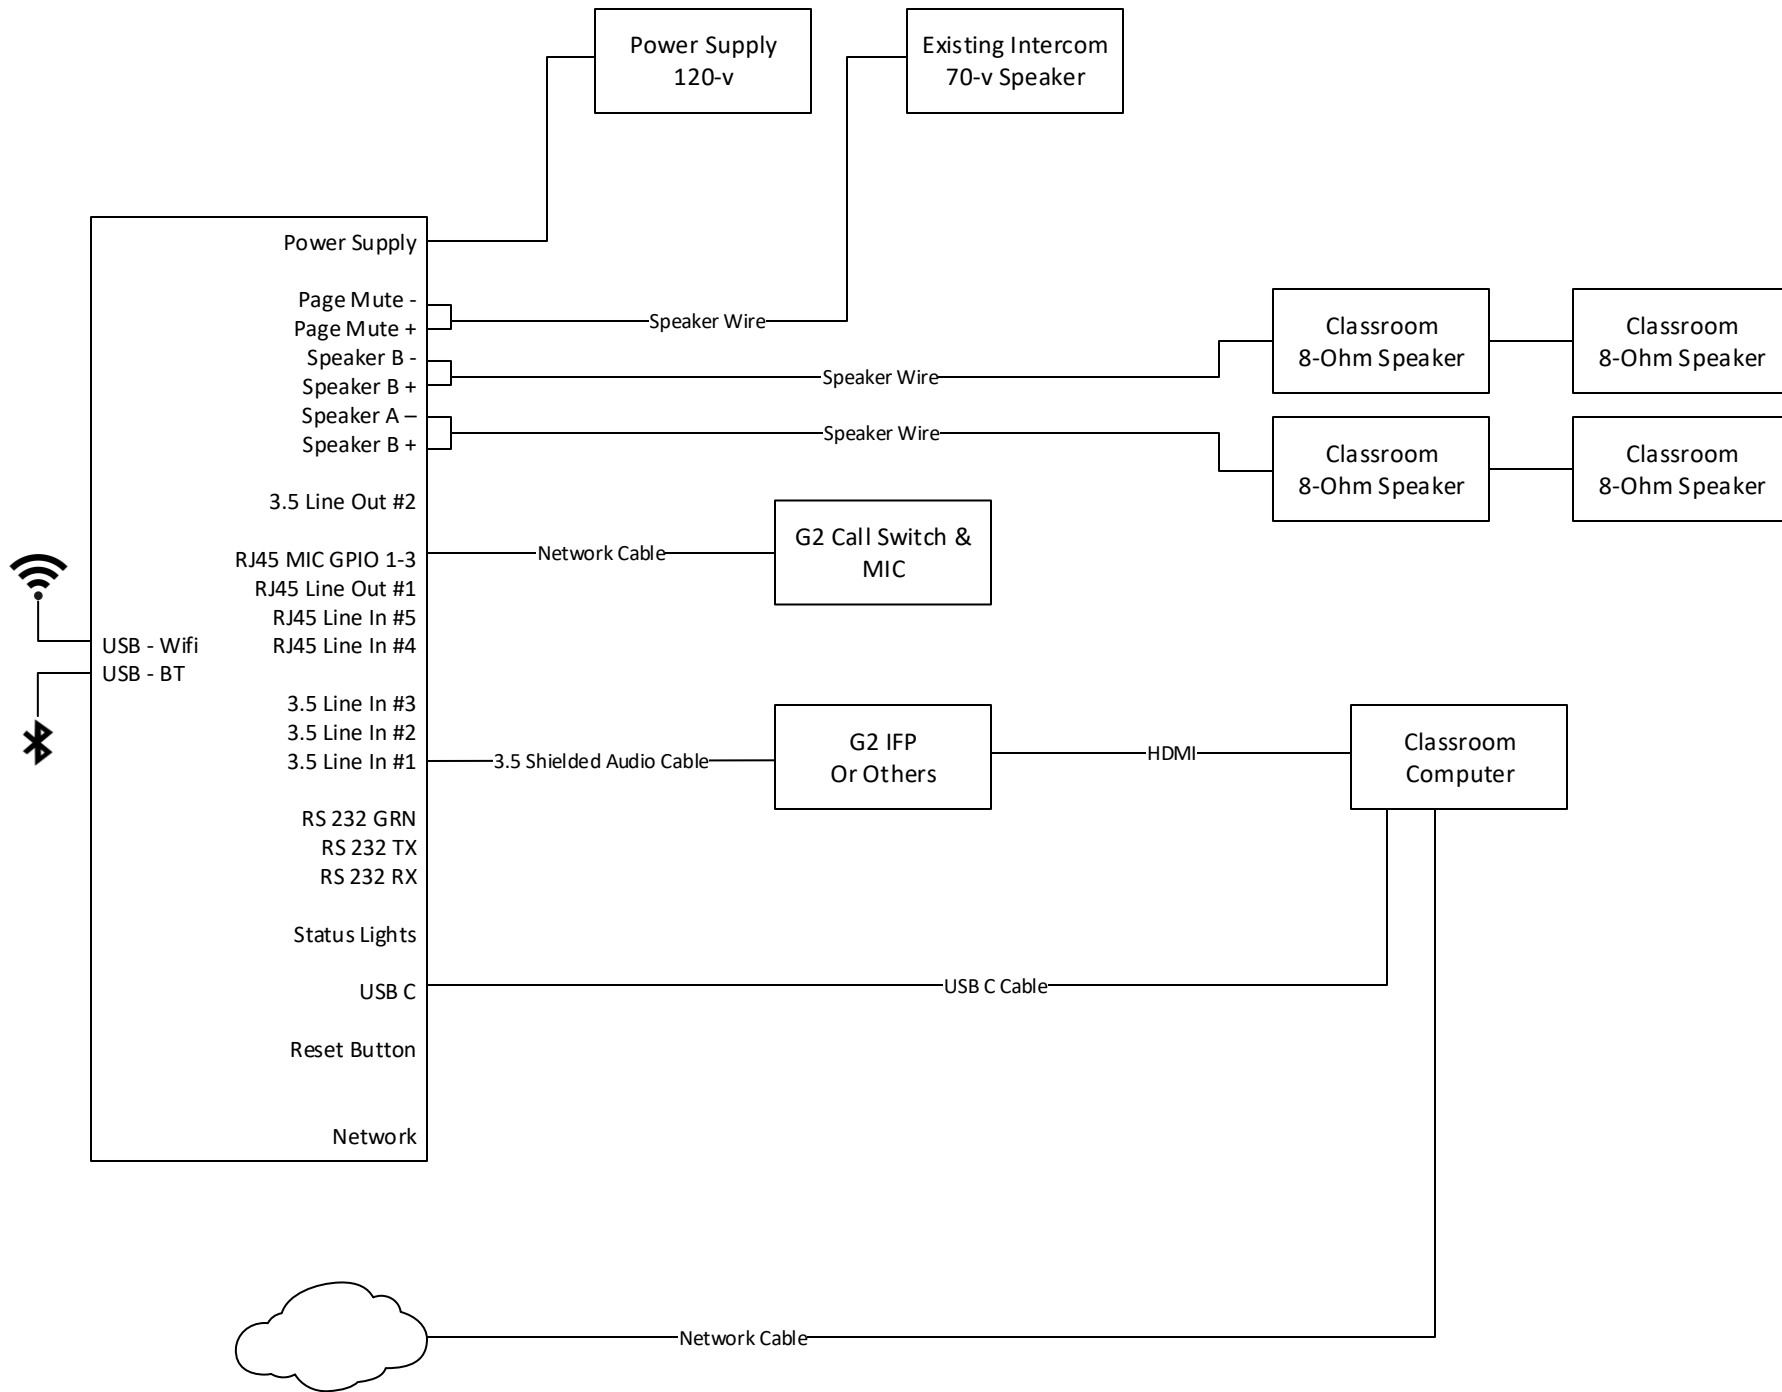 Power Supply
120-v
Existing Intercom
70-v Speaker
Power Supply
Page Mute -
Page Mute +
Speaker Wire
Speaker B -
Speaker B +
Speaker Wire
Speaker A –
Speaker B +
Speaker Wire
Classroom
8-Ohm Speaker
Classroom
8-Ohm Speaker
Classroom
8-Ohm Speaker
Classroom
8-Ohm Speaker
3.5 Line Out #2
RJ45 MIC GPIO 1-3
Network Cable
G2 Call Switch &
MIC
RJ45 Line Out #1
RJ45 Line In #5
RJ45 Line In #4
USB - Wifi
USB - BT
3.5 Line In #3
3.5 Line In #2
3.5 Line In #1
3.5 Shielded Audio Cable
G2 IFP
Or Others
HDMI
Classroom
Computer
RS 232 GRN
RS 232 TX
RS 232 RX
Status Lights
USB C
USB C Cable
Reset Button
Network
Network Cable